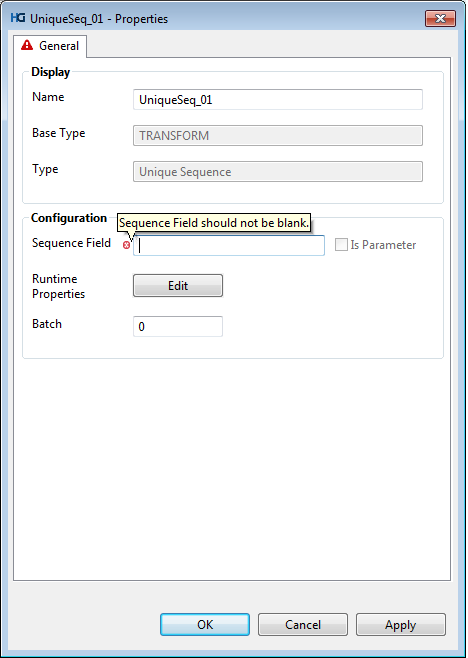 HG UniqueSeq_01 - Properties
General
Display
Name UniqueSeq_01
Base Type TRANSFORM
Type Unique Sequence
Configuration
Sequence Field should not be blank.
Sequence Field Is Parameter
Runtime
Properties Edit
Batch 0
OK Cancel Apply